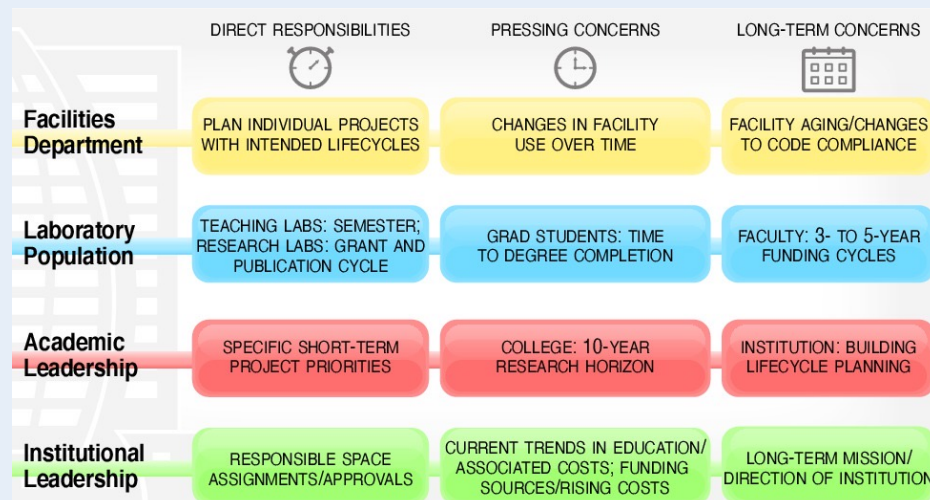 DIRECT RESPONSIBILITIES
PRESSING CONCERNS
LONG-TERM CONCERNS
Facilities
Department
PLAN INDIVIDUAL PROJECTS
WITH INTENDED LIFECYCLES
CHANGES IN FACILITY
USE OVER TIME
FACILITY AGING/CHANGES
TO CODE COMPLIANCE
Laboratory
Population
TEACHING LABS: SEMESTER;
RESEARCH LABS: GRANT AND
PUBLICATION CYCLE
GRAD STUDENTS: TIME
TO DEGREE COMPLETION
FACULTY: 3- TO 5-YEAR
FUNDING CYCLES
Academic
Leadership
SPECIFIC SHORT-TERM
PROJECT PRIORITIES
COLLEGE: 10-YEAR
RESEARCH HORIZON
INSTITUTION: BUILDING
LIFECYCLE PLANNING
Institutional
Leadership
RESPONSIBLE SPACE
ASSIGNMENTS/APPROVALS
CURRENT TRENDS IN EDUCATION/
ASSOCIATED COSTS; FUNDING
SOURCES/RISING COSTS
LONG-TERM MISSION/
DIRECTION OF INSTITUTION